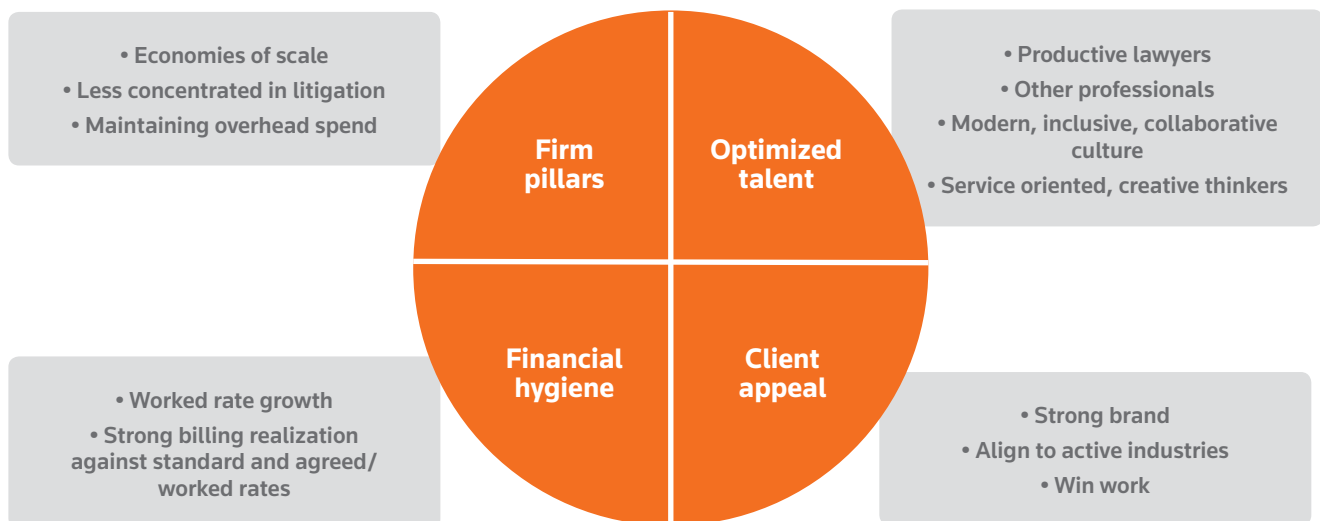 • Economies of scale
• Less concentrated in litigation
• Maintaining overhead spend
Firm
pillars
Optimized
talent
• Productive lawyers
• Other professionals
• Modern, inclusive, collaborative
culture
• Service oriented, creative thinkers
• Worked rate growth
• Strong billing realization
against standard and agreed/
worked rates
Financial
hygiene
Client
appeal
• Strong brand
• Align to active industries
• Win work